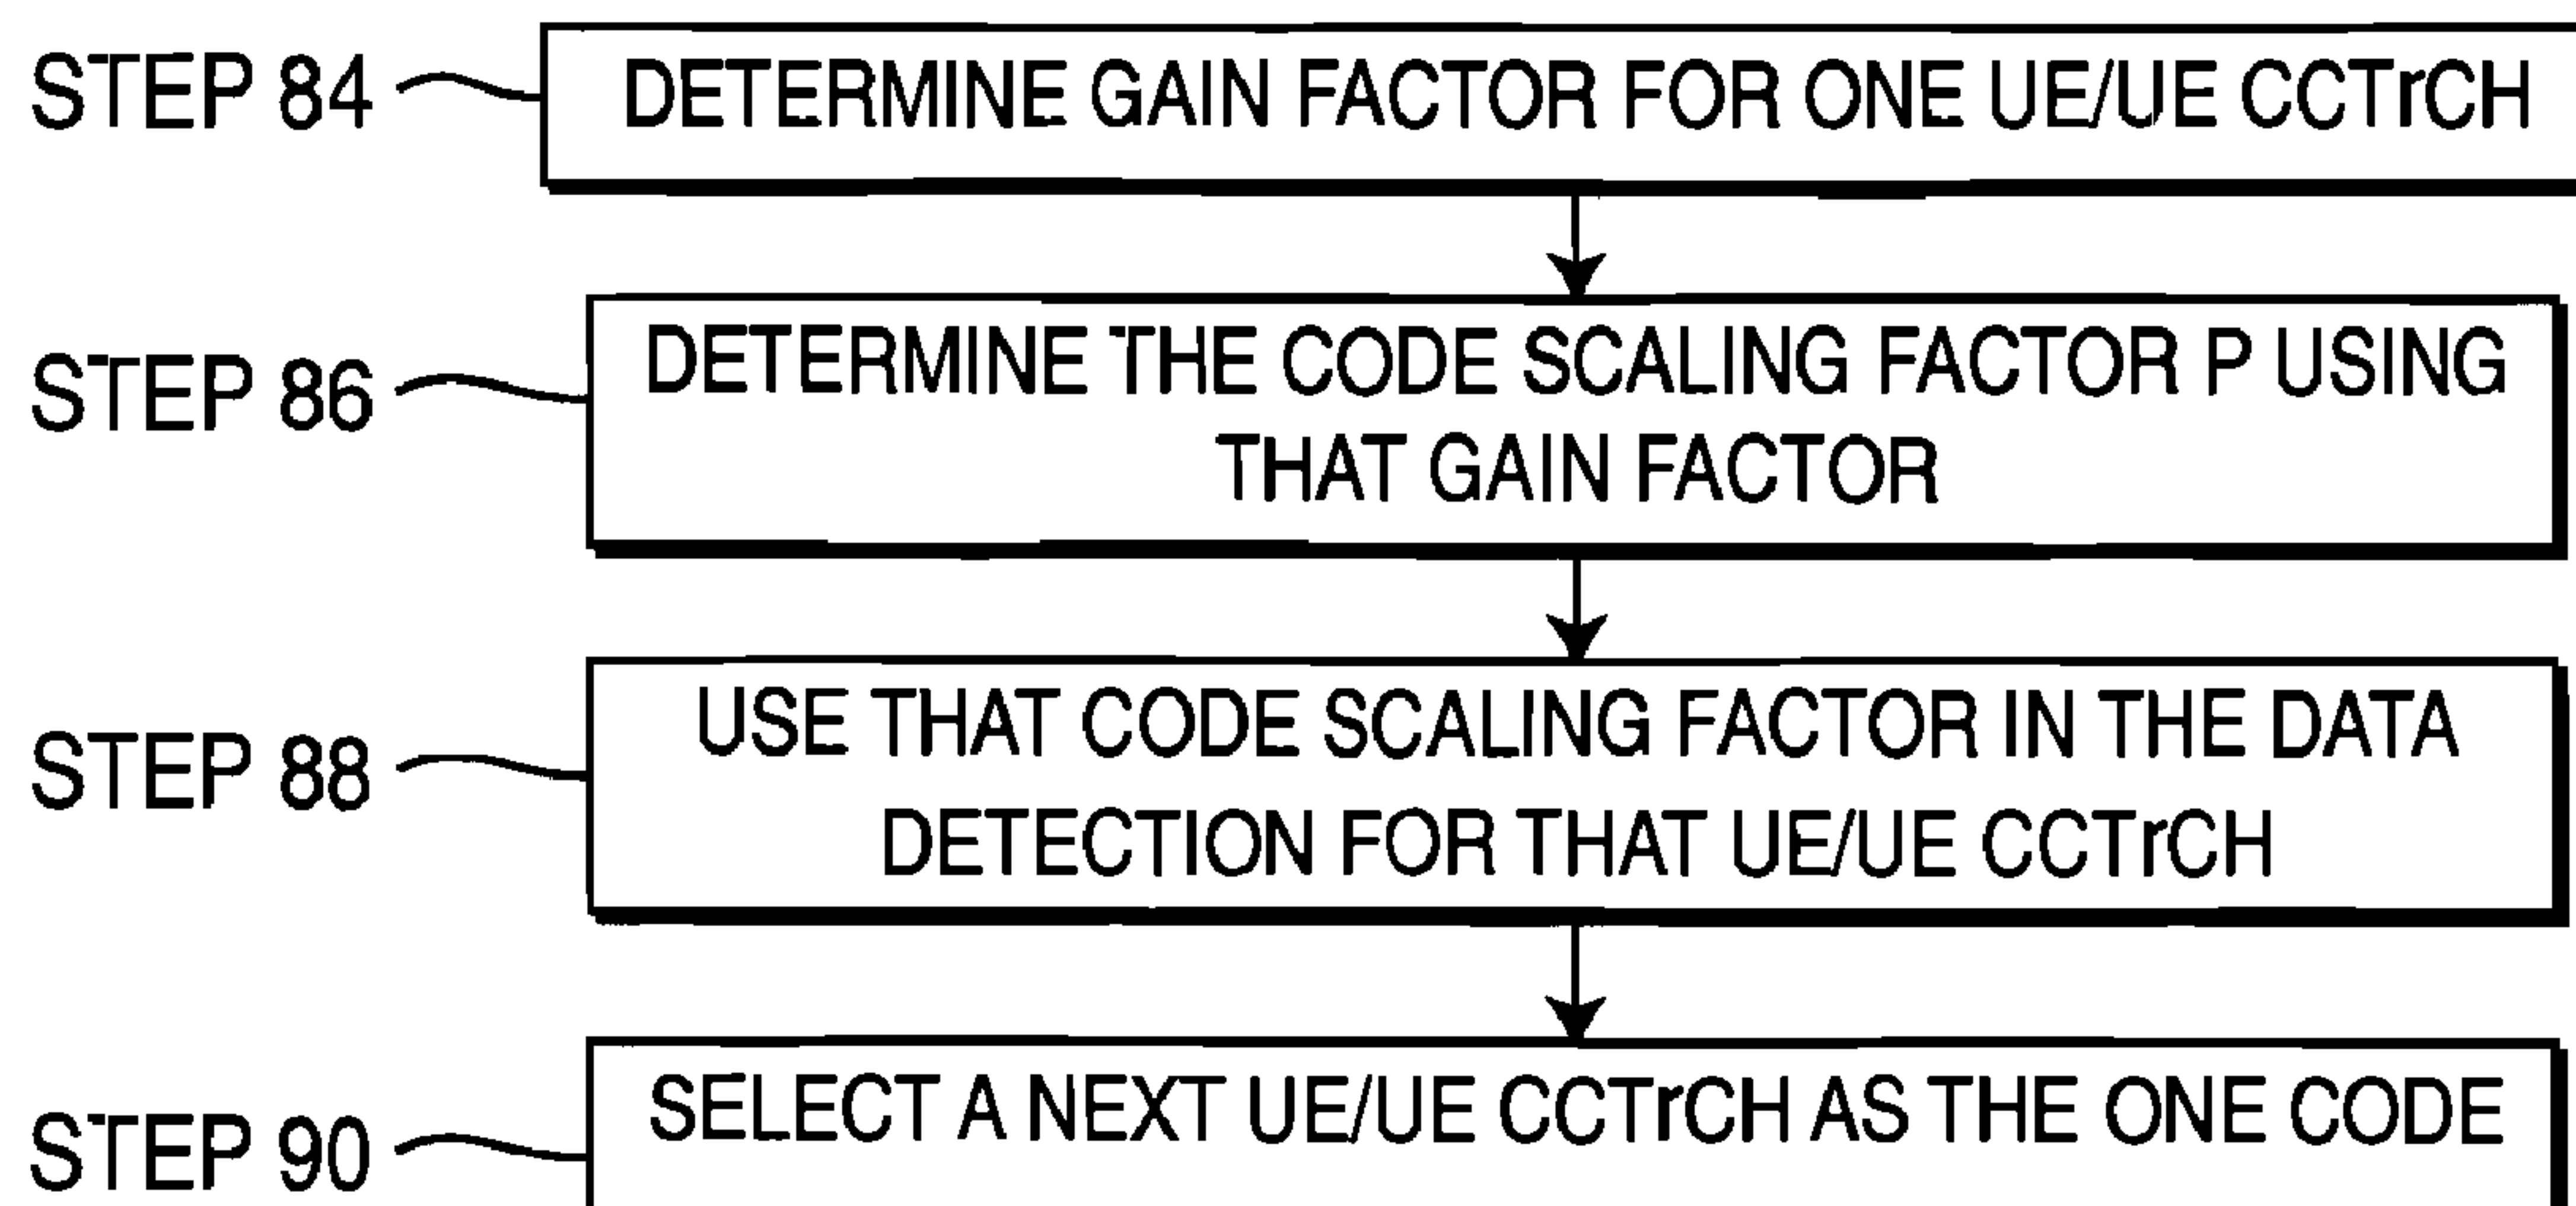 STEP 84
DETERMINE GAIN FACTOR FOR ONE UE/UE CCTrCH
STEP 86
DETERMINE THE CODE SCALING FACTOR P USING
THAT GAIN FACTOR
STEP 88
USE THAT CODE SCALING FACTOR IN THE DATA
DETECTION FOR THAT UE/UE CCTrCH
STEP 90
SELECT A NEXT UE/UE CCTrCH AS THE ONE CODE